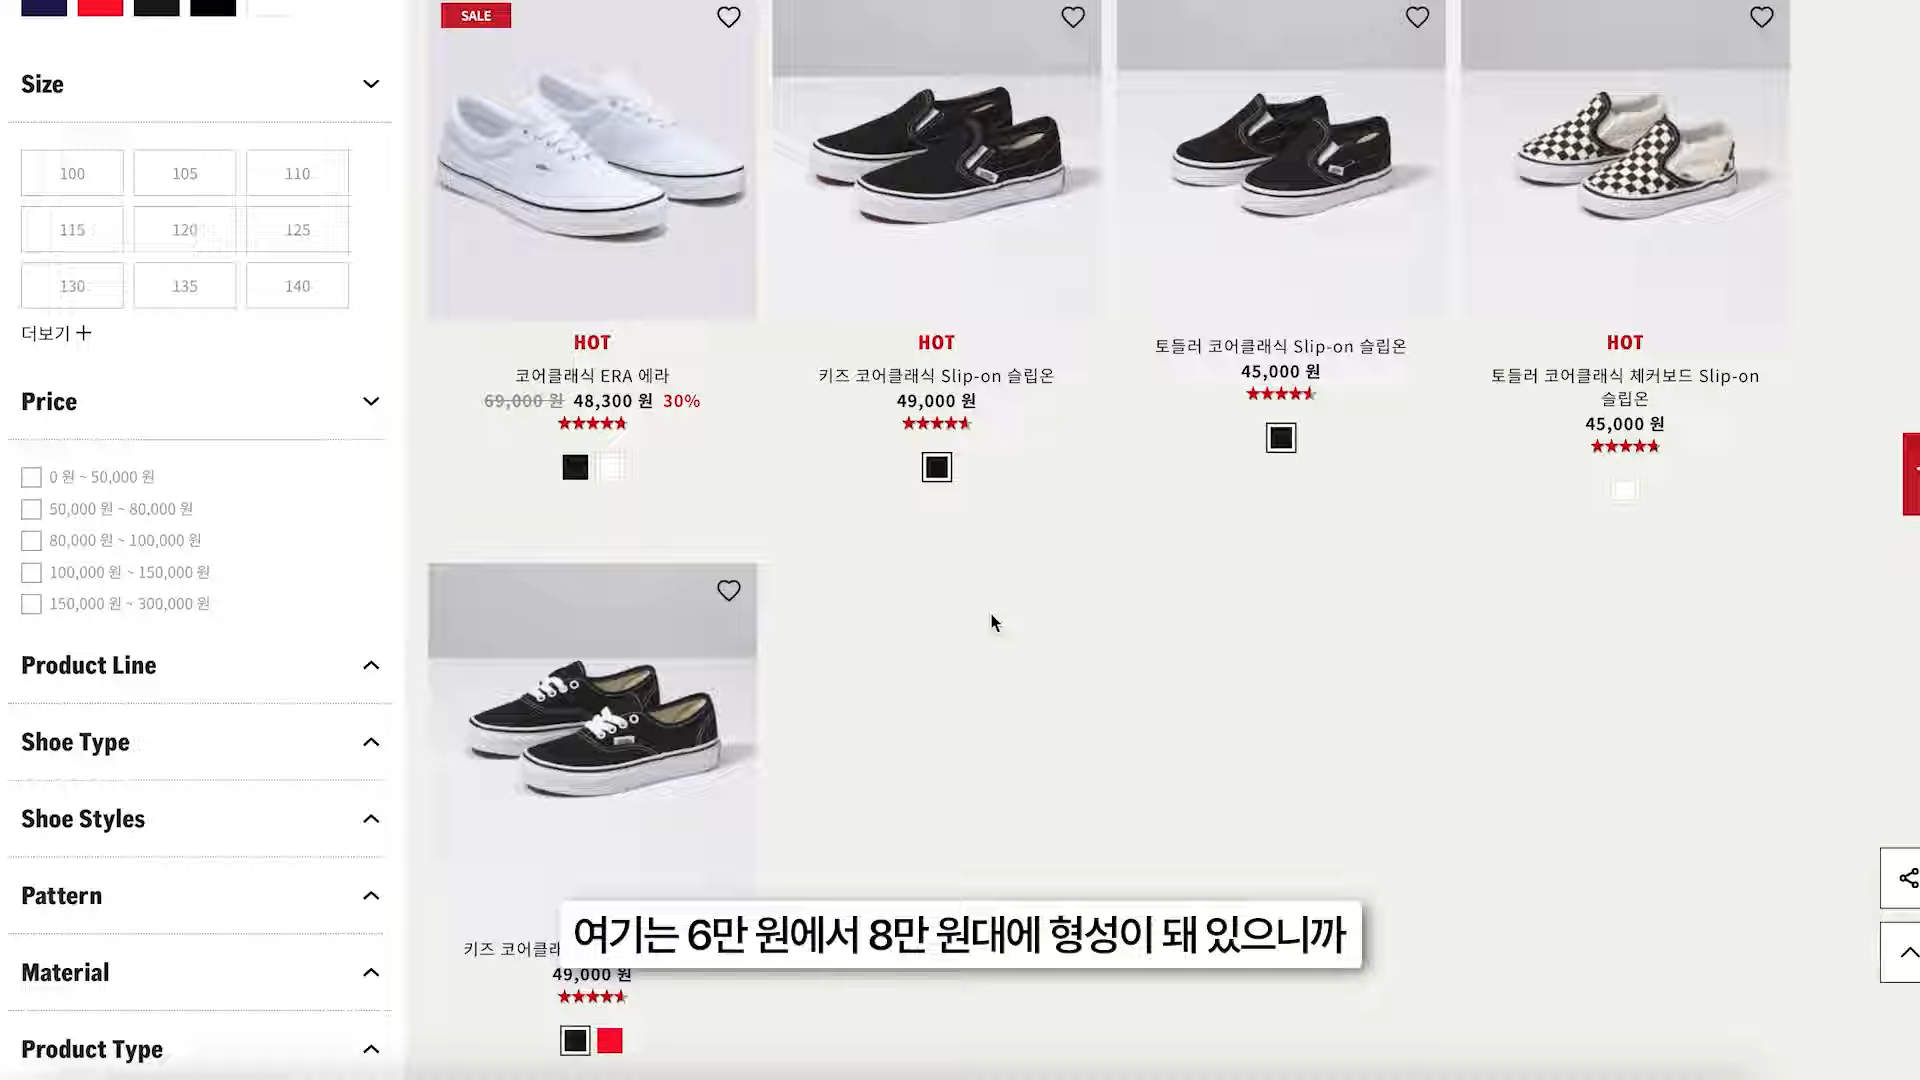 SALE
Size
100
105
110
115
120
125
130
135
140
더보기 +
Price
0 원 ~ 50,000 원
50,000 원 ~ 80,000 원
80,000 원 ~ 100,000 원
100,000 원 ~ 150,000 원
150,000 원 ~ 300,000 원
Product Line
Shoe Type
Shoe Styles
Pattern
Material
Product Type
HOT
코어클래식 ERA 에라
69,000 원 48,300 원 30%
HOT
키즈 코어클래식 Slip-on 슬립온
49,000 원
토들러 코어클래식 Slip-on 슬립온
45,000 원
HOT
토들러 코어클래식 체커보드 Slip-on
슬립온
45,000 원
키즈 코어클래
49,000 원
여기는 6만 원에서 8만 원대에 형성이 돼 있으니까